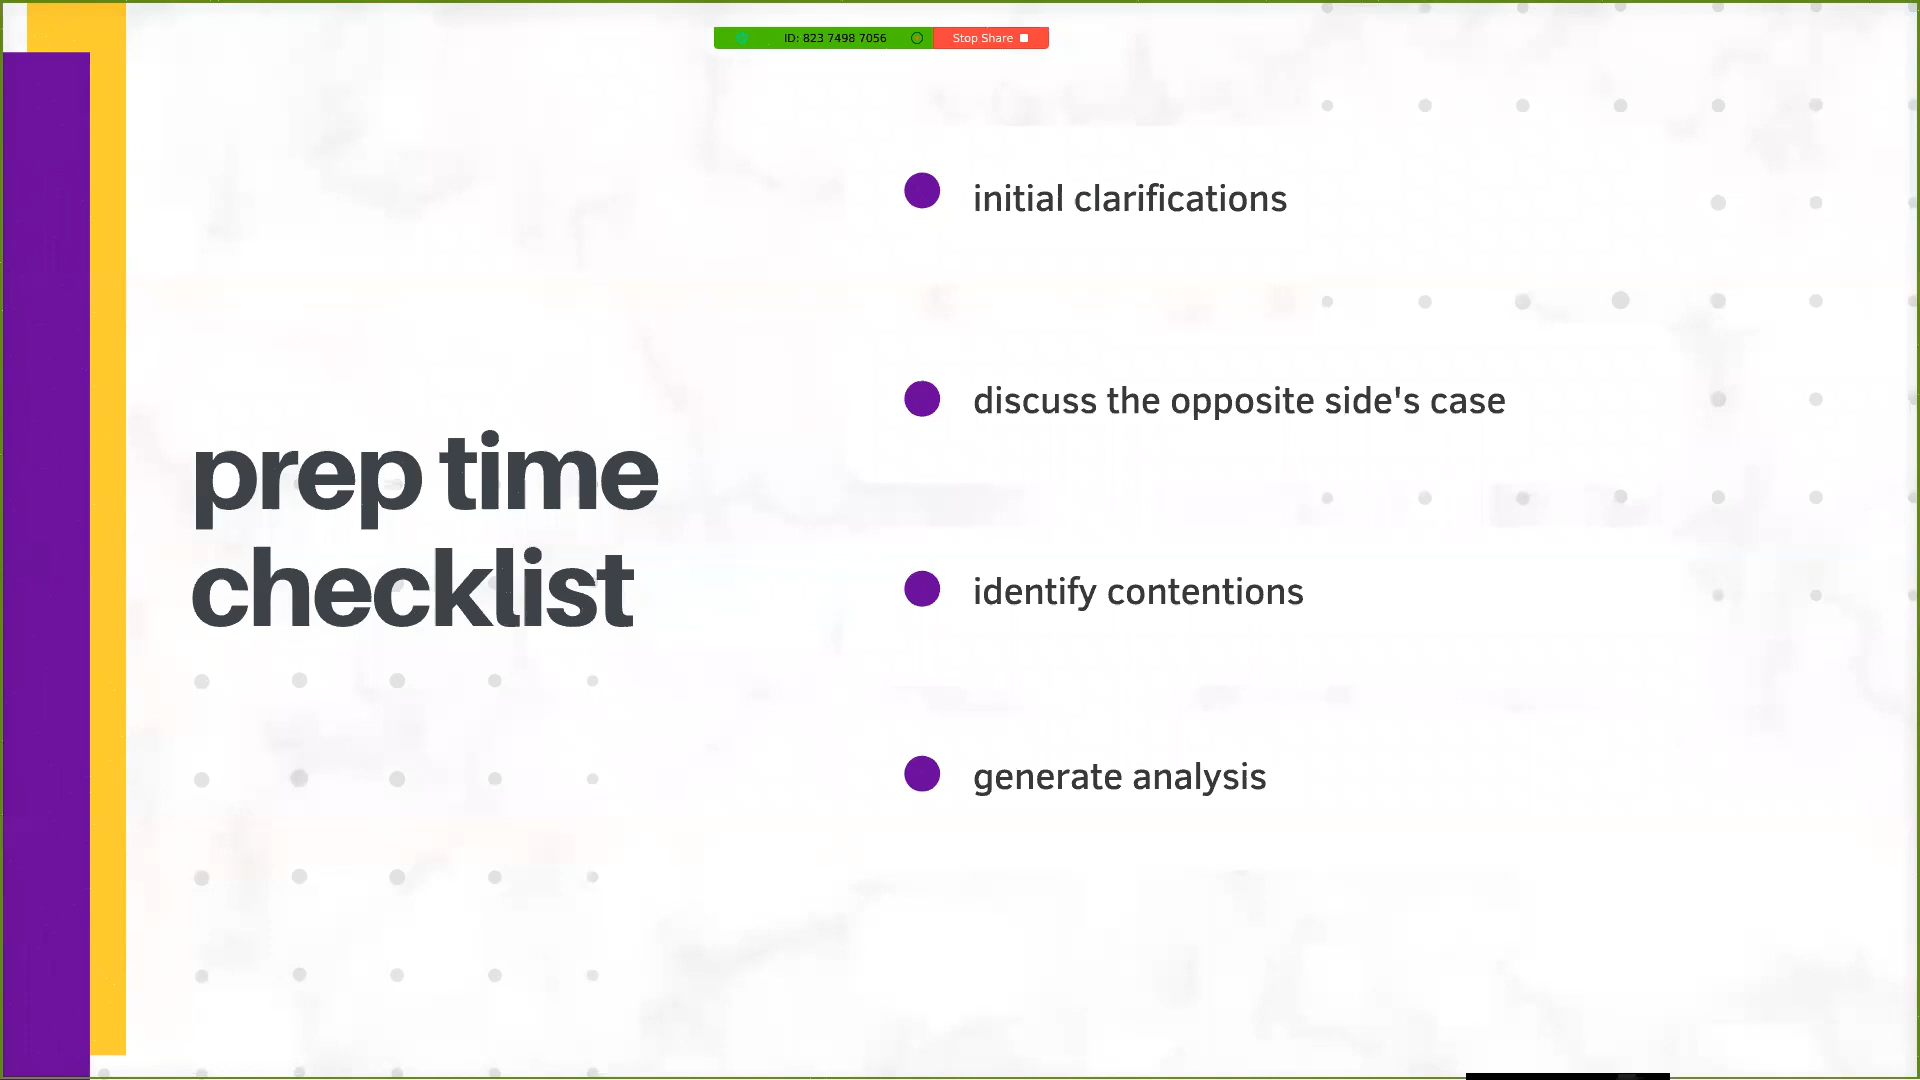 ID: 823 7498 7056
Stop Share
prep time
checklist
initial clarifications
discuss the opposite side's case
identify contentions
generate analysis